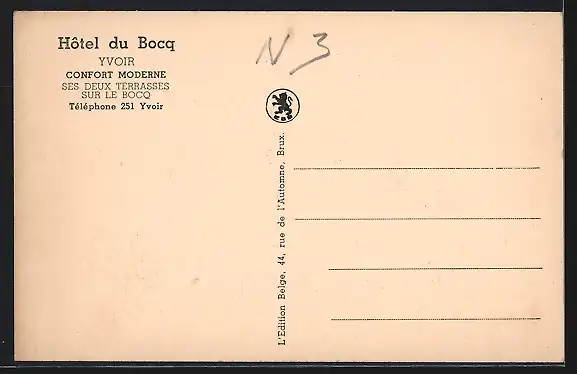 Hôtel du Bocq
YVOIR
CONFORT MODERNE
SES DEUX TERRASSES
SUR LE BOCQ
Téléphone 251 Yvoir
N 3
L'Edition Belge, 44, rue de l'Automne, Brux.